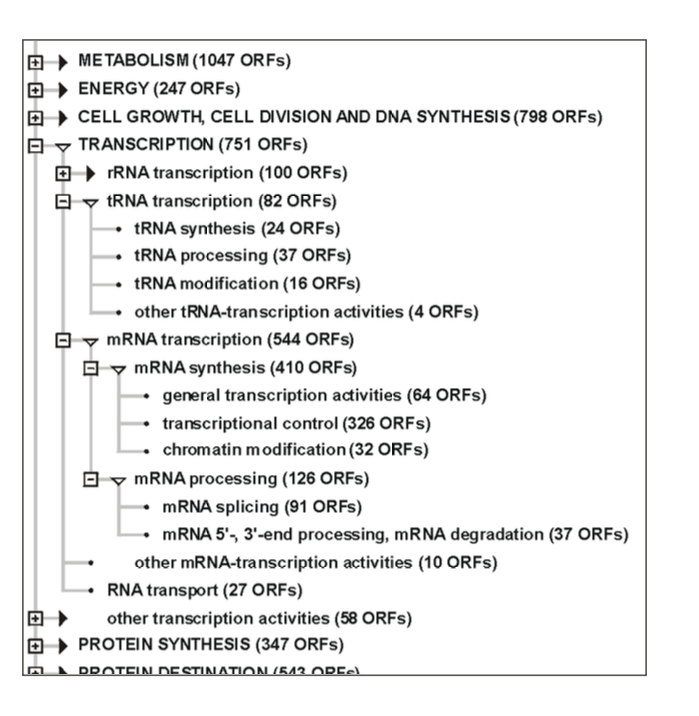 METABOLISM (1047 ORFs)
ENERGY (247 ORFs)
CELL GROWTH, CELL DIVISION AND DNA SYNTHESIS (798 ORFs)
TRANSCRIPTION (751 ORFs)
rRNA transcription (100 ORFs)
tRNA transcription (82 ORFs)
tRNA synthesis (24 ORFs)
tRNA processing (37 ORFs)
tRNA modification (16 ORFs)
other tRNA-transcription activities (4 ORFs)
mRNA transcription (544 ORFs)
mRNA synthesis (410 ORFs)
general transcription activities (64 ORFs)
transcriptional control (326 ORFs)
chromatin modification (32 ORFs)
mRNA processing (126 ORFs)
mRNA splicing (91 ORFs)
mRNA 5'-, 3'-end processing, mRNA degradation (37 ORFs)
other mRNA-transcription activities (10 ORFs)
RNA transport (27 ORFs)
other transcription activities (58 ORFs)
PROTEIN SYNTHESIS (347 ORFs)
PROTEIN DESTINATION (543 ORFs)